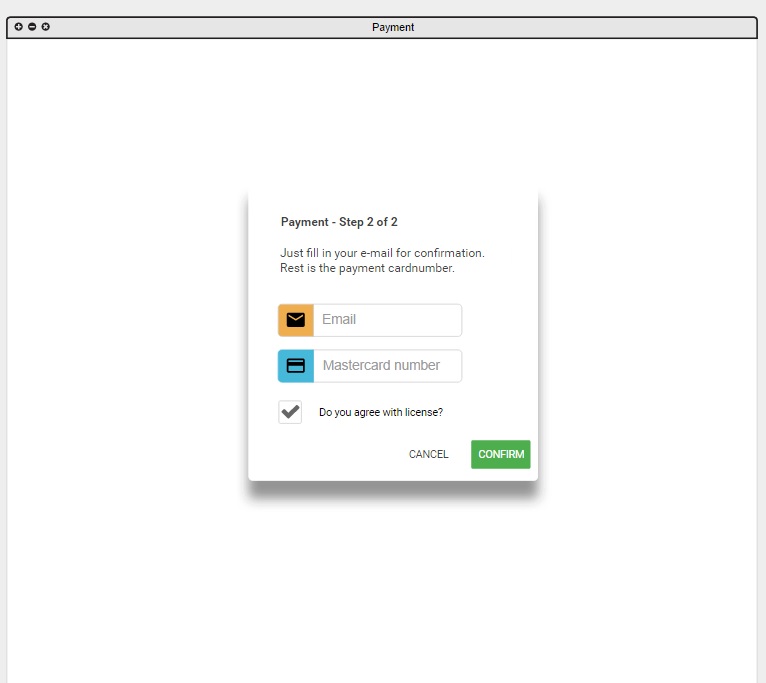 Payment
Payment - Step 2 of 2
Just fill in your e-mail for confirmation.
Rest is the payment cardnumber.
Email
Mastercard number
Do you agree with license?
CANCEL
CONFIRM